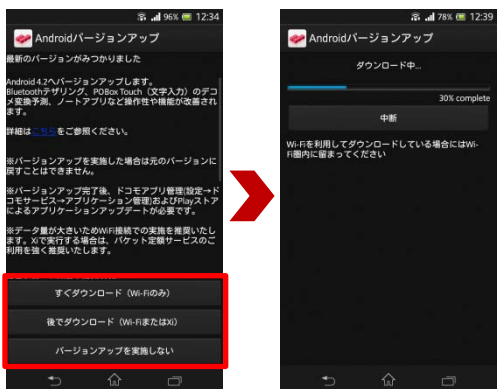 96% 12:34
Androidバージョンアップ
最新のバージョンがみつかりました
Android 4.2へバージョンアップします。
Bluetoothテザリング、POBox Touch（文字入力）のデコ
メ変換予測、ノートアプリなど操作性や機能が改善され
ます。
詳細はこちらをご参照ください。
※バージョンアップを実施した場合は元のバージョンに
戻すことはできません。
※バージョンアップ完了後、ドコモアプリ管理(設定→ド
コモサービス→アプリケーション管理)およびPlayストア
によるアプリケーションアップデートが必要です。
※データ量が大きいためWiFi接続での実施を推奨いたし
ます。Xiで実行する場合は、パケット定額サービスのご
利用を強く推奨いたします。
すぐダウンロード（Wi-Fiのみ）
後でダウンロード（Wi-FiまたはXi）
バージョンアップを実施しない
78% 12:39
Androidバージョンアップ
ダウンロード中...
30% complete
中断
Wi-Fiを利用してダウンロードしている場合にはWi-
Fi圏内に留まってください